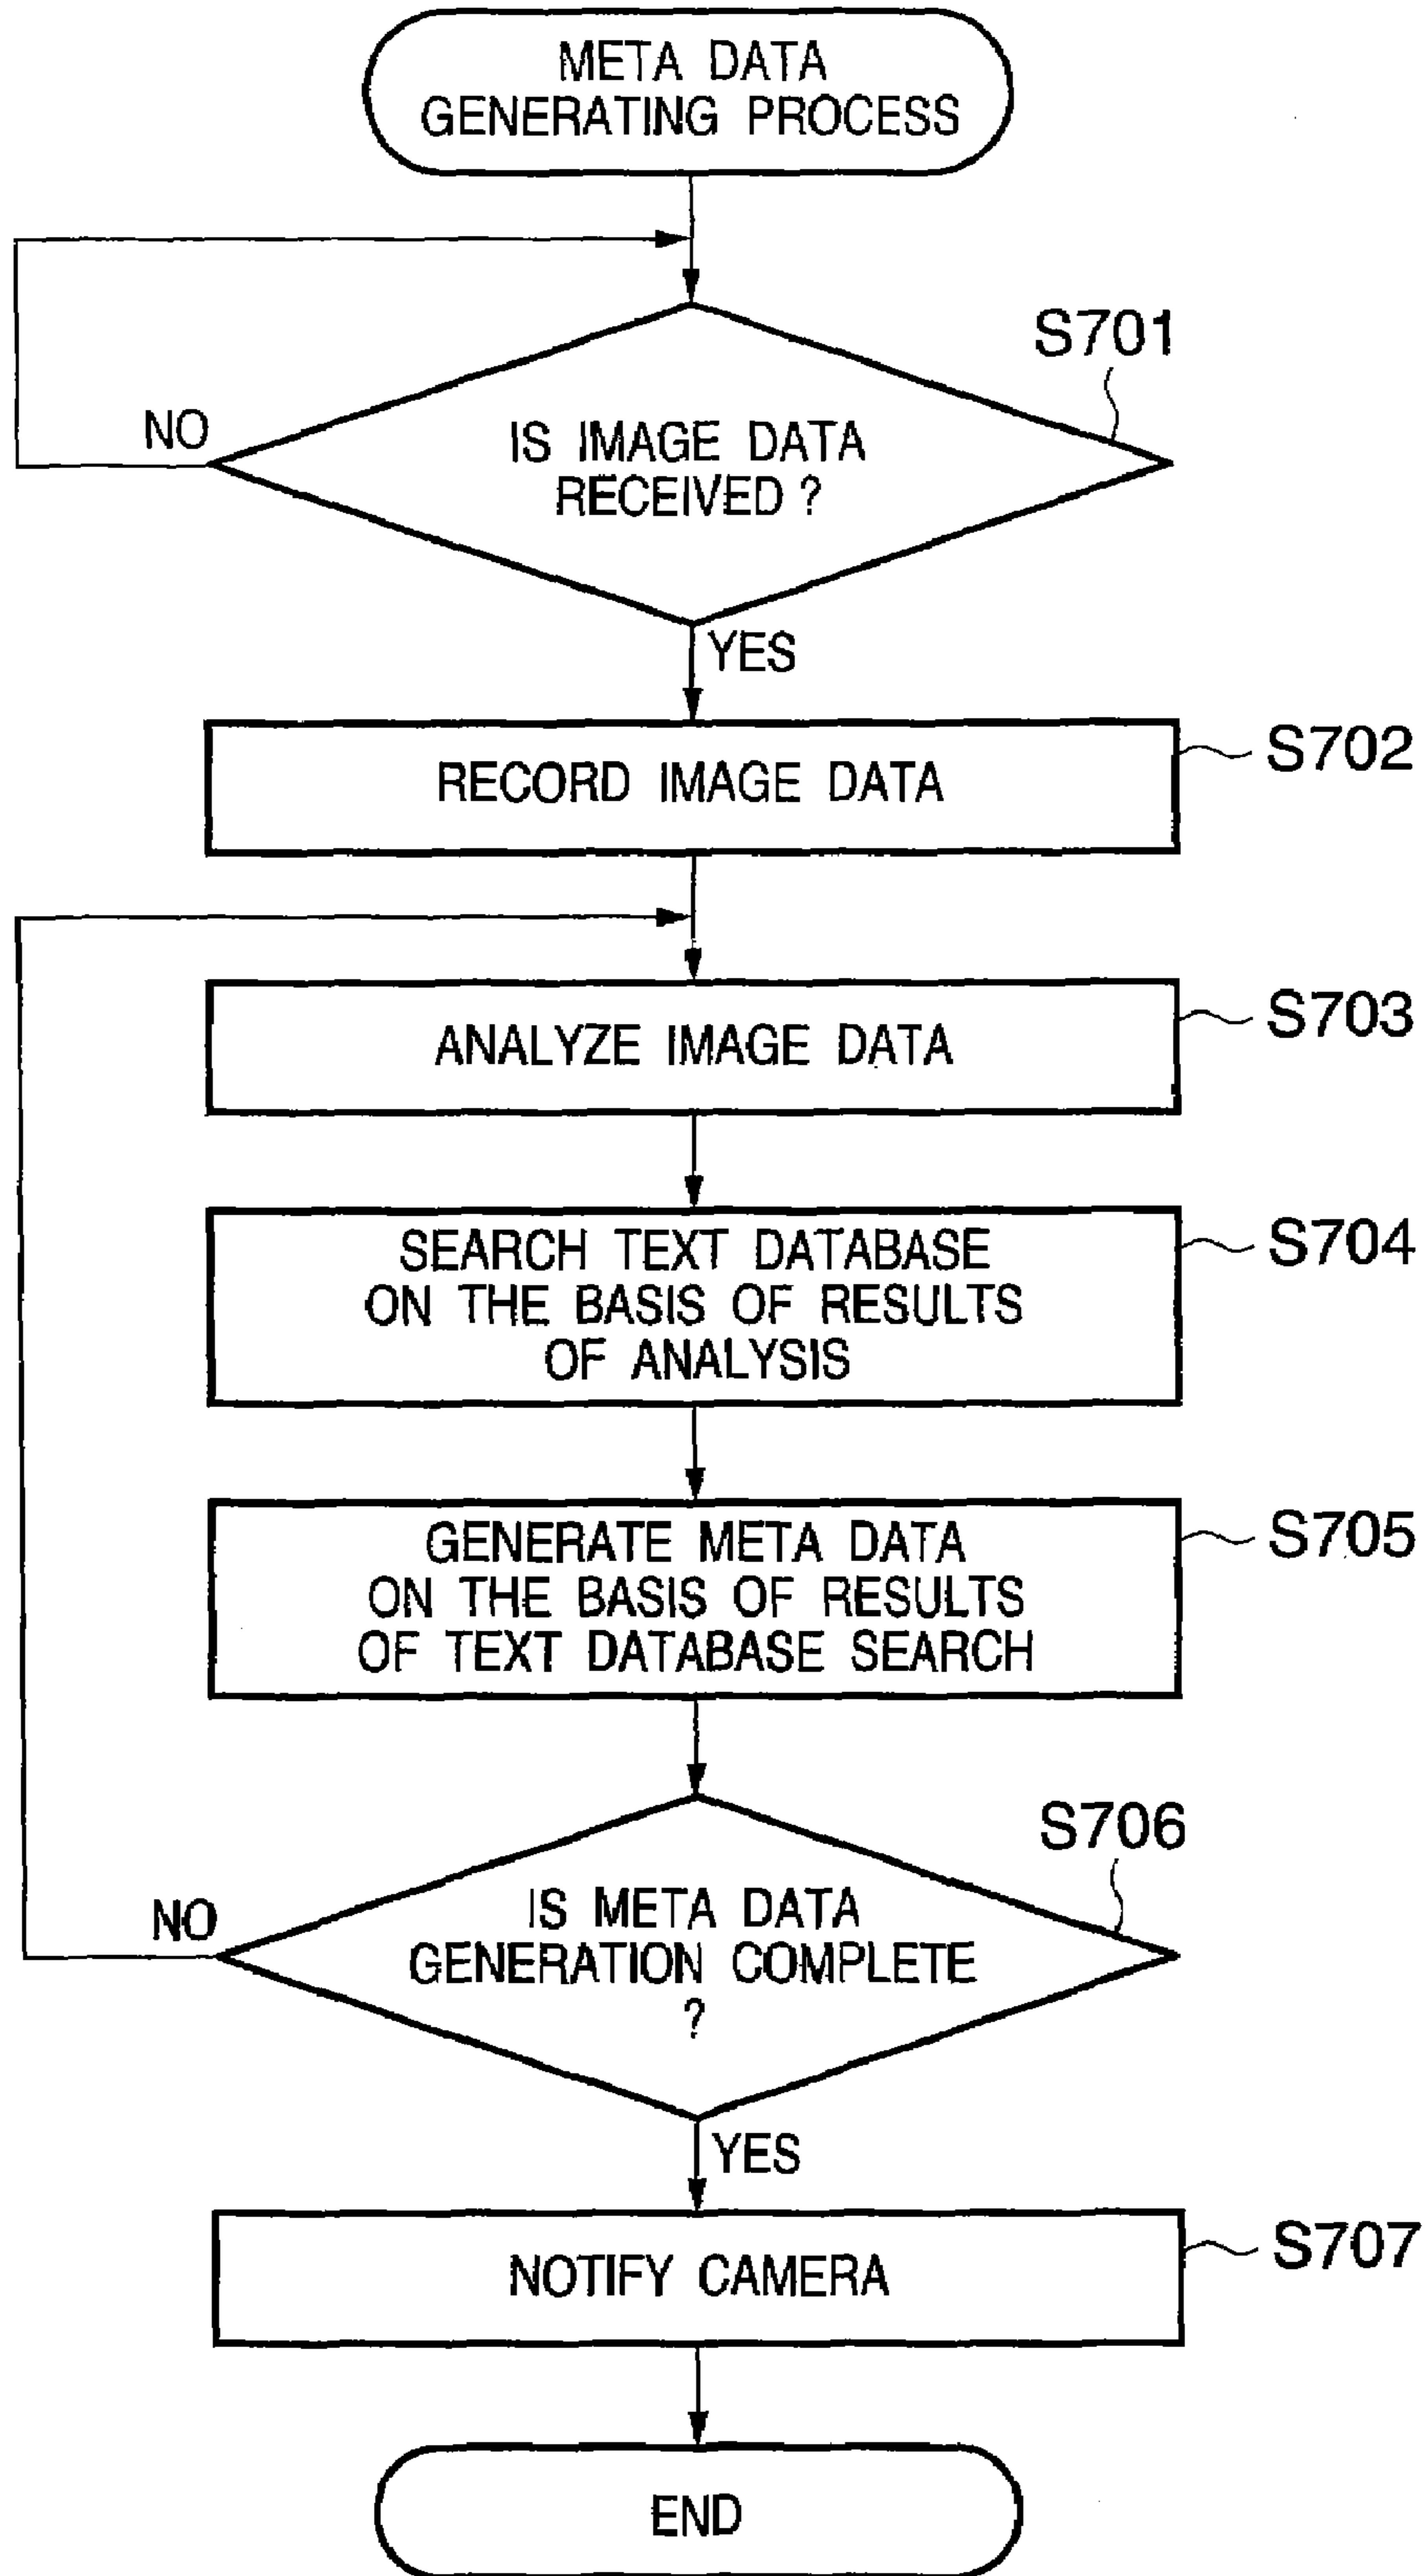 META DATA
GENERATING PROCESS
S701
NO
IS IMAGE DATA
RECEIVED ?
YES
RECORD IMAGE DATA
S702
ANALYZE IMAGE DATA
S703
SEARCH TEXT DATABASE
ON THE BASIS OF RESULTS
OF ANALYSIS
S704
GENERATE META DATA
ON THE BASIS OF RESULTS
OF TEXT DATABASE SEARCH
S705
S706
NO
IS META DATA
GENERATION COMPLETE
?
YES
NOTIFY CAMERA
S707
END